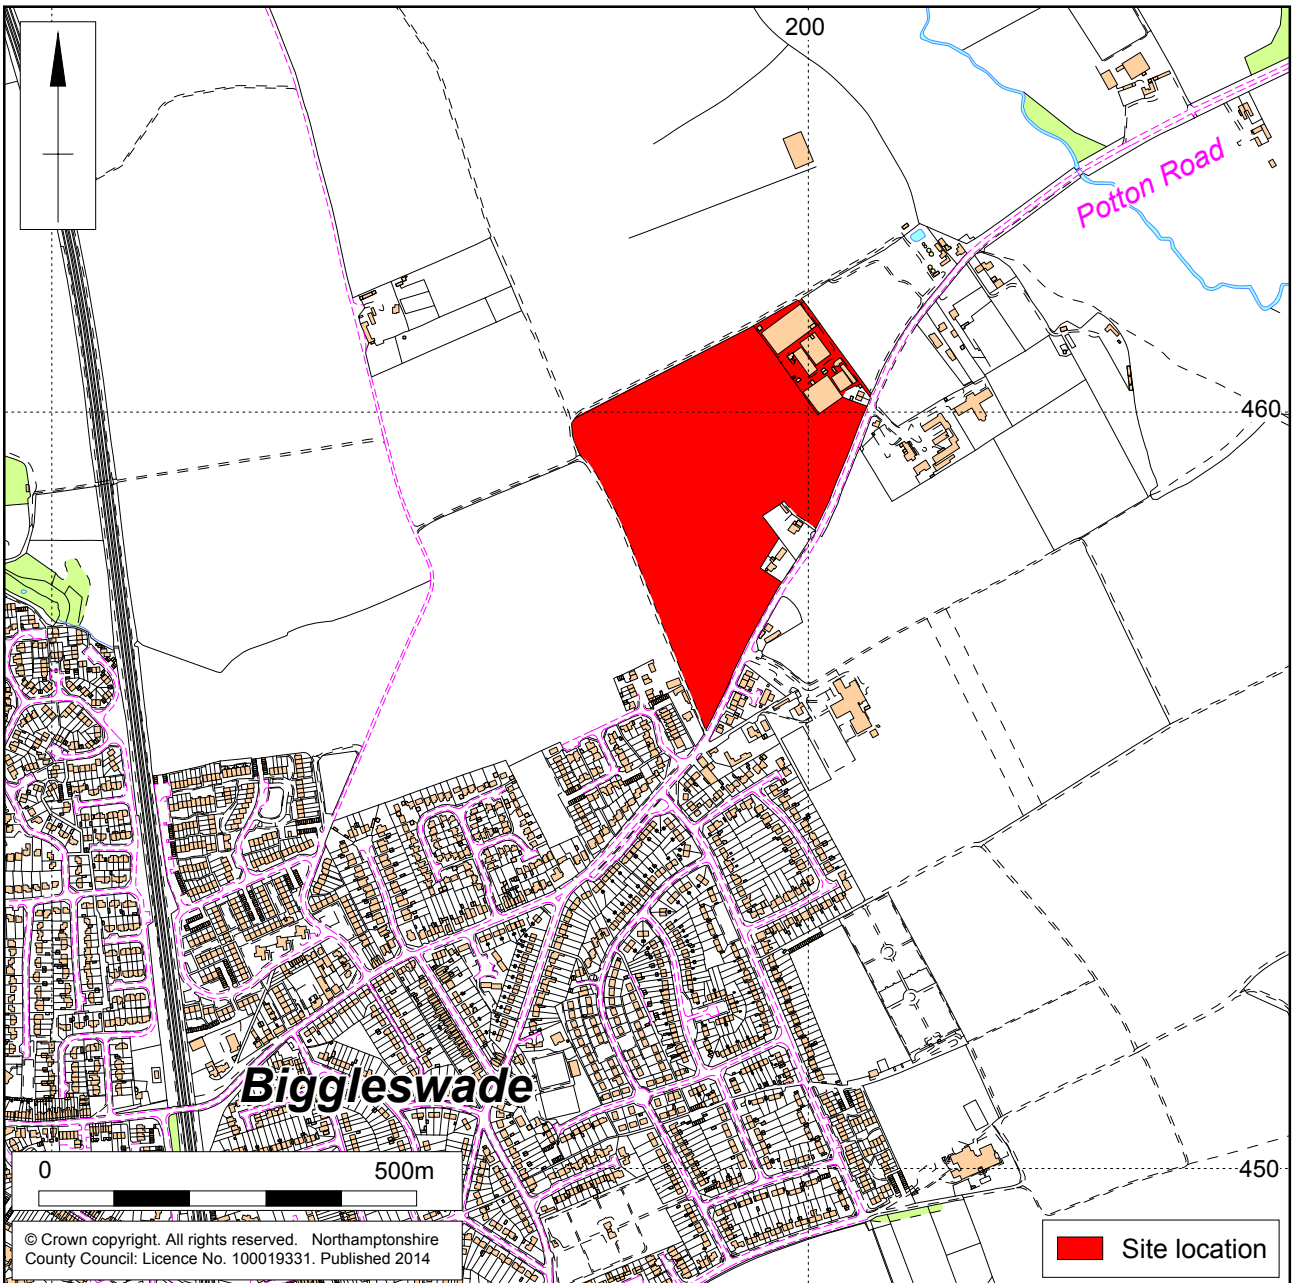 200
Potton Road
460
Biggleswade
0 500m
450
© Crown copyright. All rights reserved. Northamptonshire
County Council: Licence No. 100019331. Published 2014
Site location